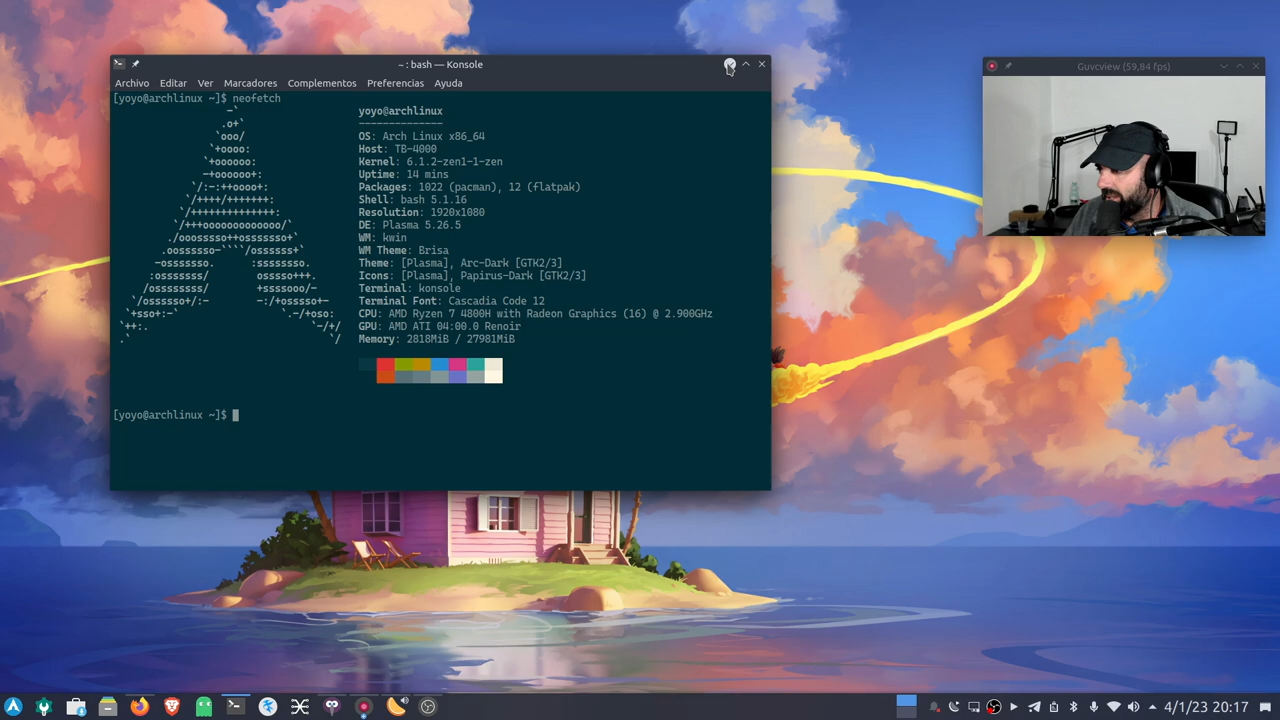 ~ : bash — Konsole
Archivo Editar Ver Marcadores Complementos Preferencias Ayuda
[yoyo@archlinux ~]$ neofetch
yoyo@archlinux
--------------
OS: Arch Linux x86_64
Host: TB-4000
Kernel: 6.1.2-zen1-1-zen
Uptime: 14 mins
Packages: 1022 (pacman), 12 (flatpak)
Shell: bash 5.1.16
Resolution: 1920x1080
DE: Plasma 5.26.5
WM: kwin
WM Theme: Brisa
Theme: [Plasma], Arc-Dark [GTK2/3]
Icons: [Plasma], Papirus-Dark [GTK2/3]
Terminal: konsole
Terminal Font: Cascadia Code 12
CPU: AMD Ryzen 7 4800H with Radeon Graphics (16) @ 2.900GHz
GPU: AMD ATI 04:00.0 Renoir
Memory: 2818MiB / 27981MiB
[yoyo@archlinux ~]$
Guvcview (59,84 fps)
4/1/23 20:17